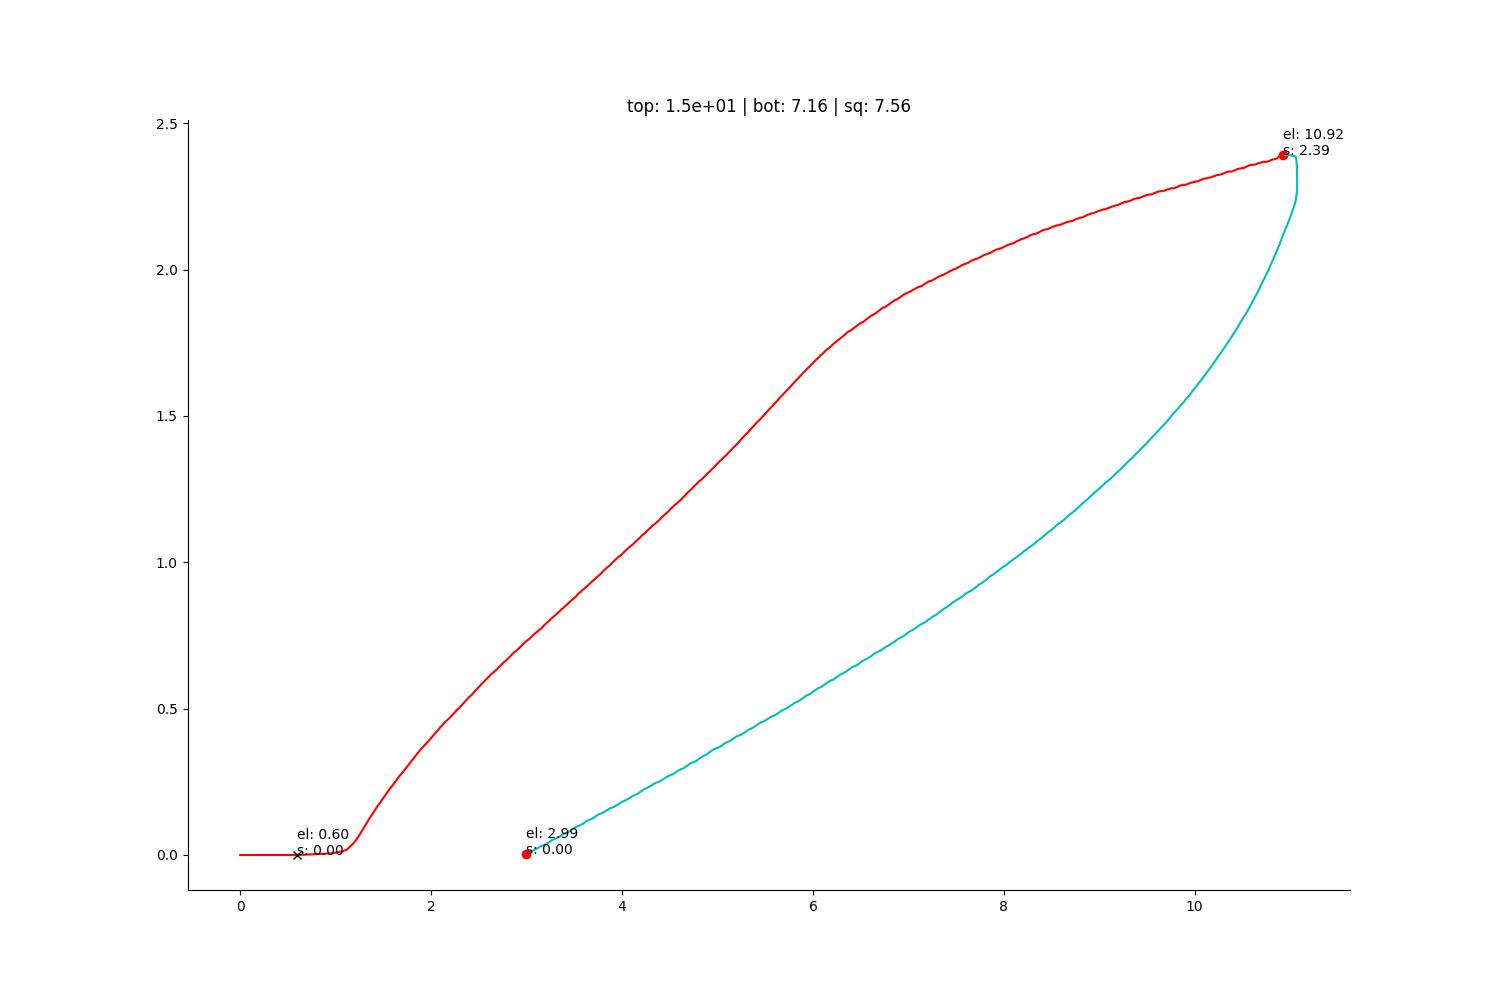 top: 1.5e+01 | bot: 7.16 | sq: 7.56
2.5
el: 10.92
s: 2.39
2.0
1.5
1.0
0.5
el: 0.60
s: 0.00
el: 2.99
s: 0.00
0.0
0 2 4 6 8 10